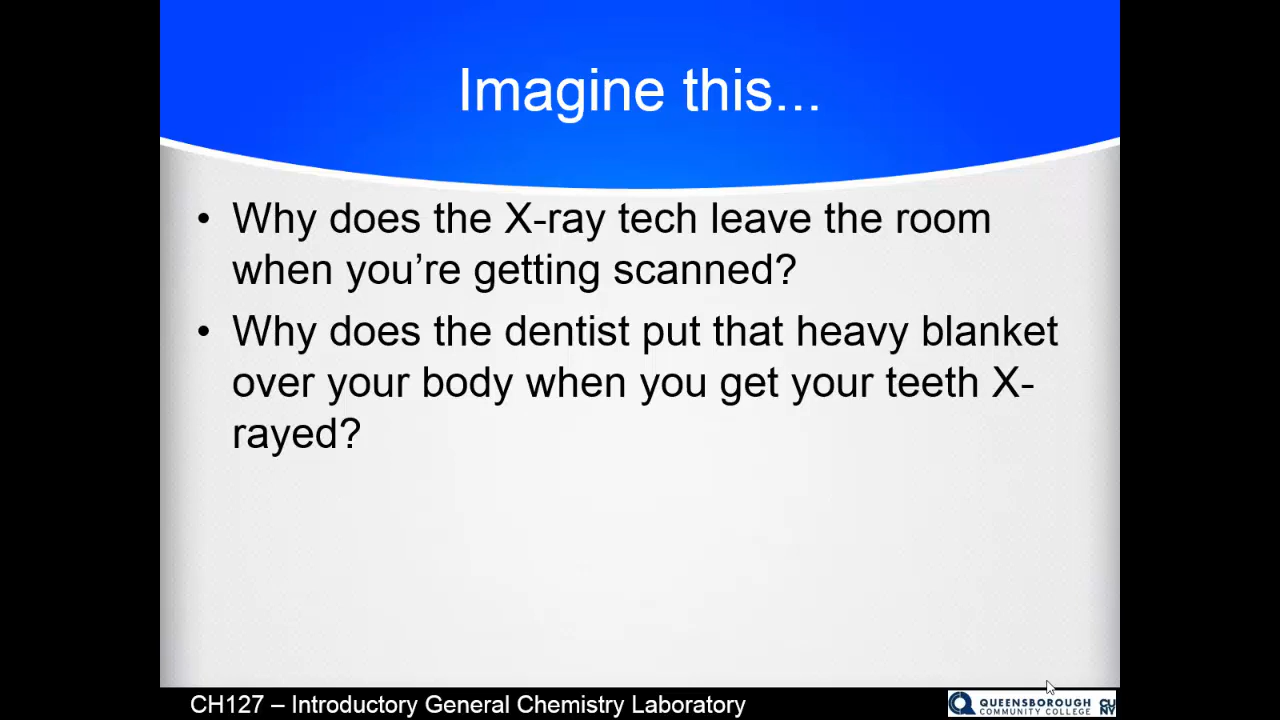 Imagine this...
• Why does the X-ray tech leave the room
when you’re getting scanned?
• Why does the dentist put that heavy blanket
over your body when you get your teeth X-
rayed?
CH127 – Introductory General Chemistry Laboratory
QUEENSBOROUGH
COMMUNITY COLLEGE
CU
NY